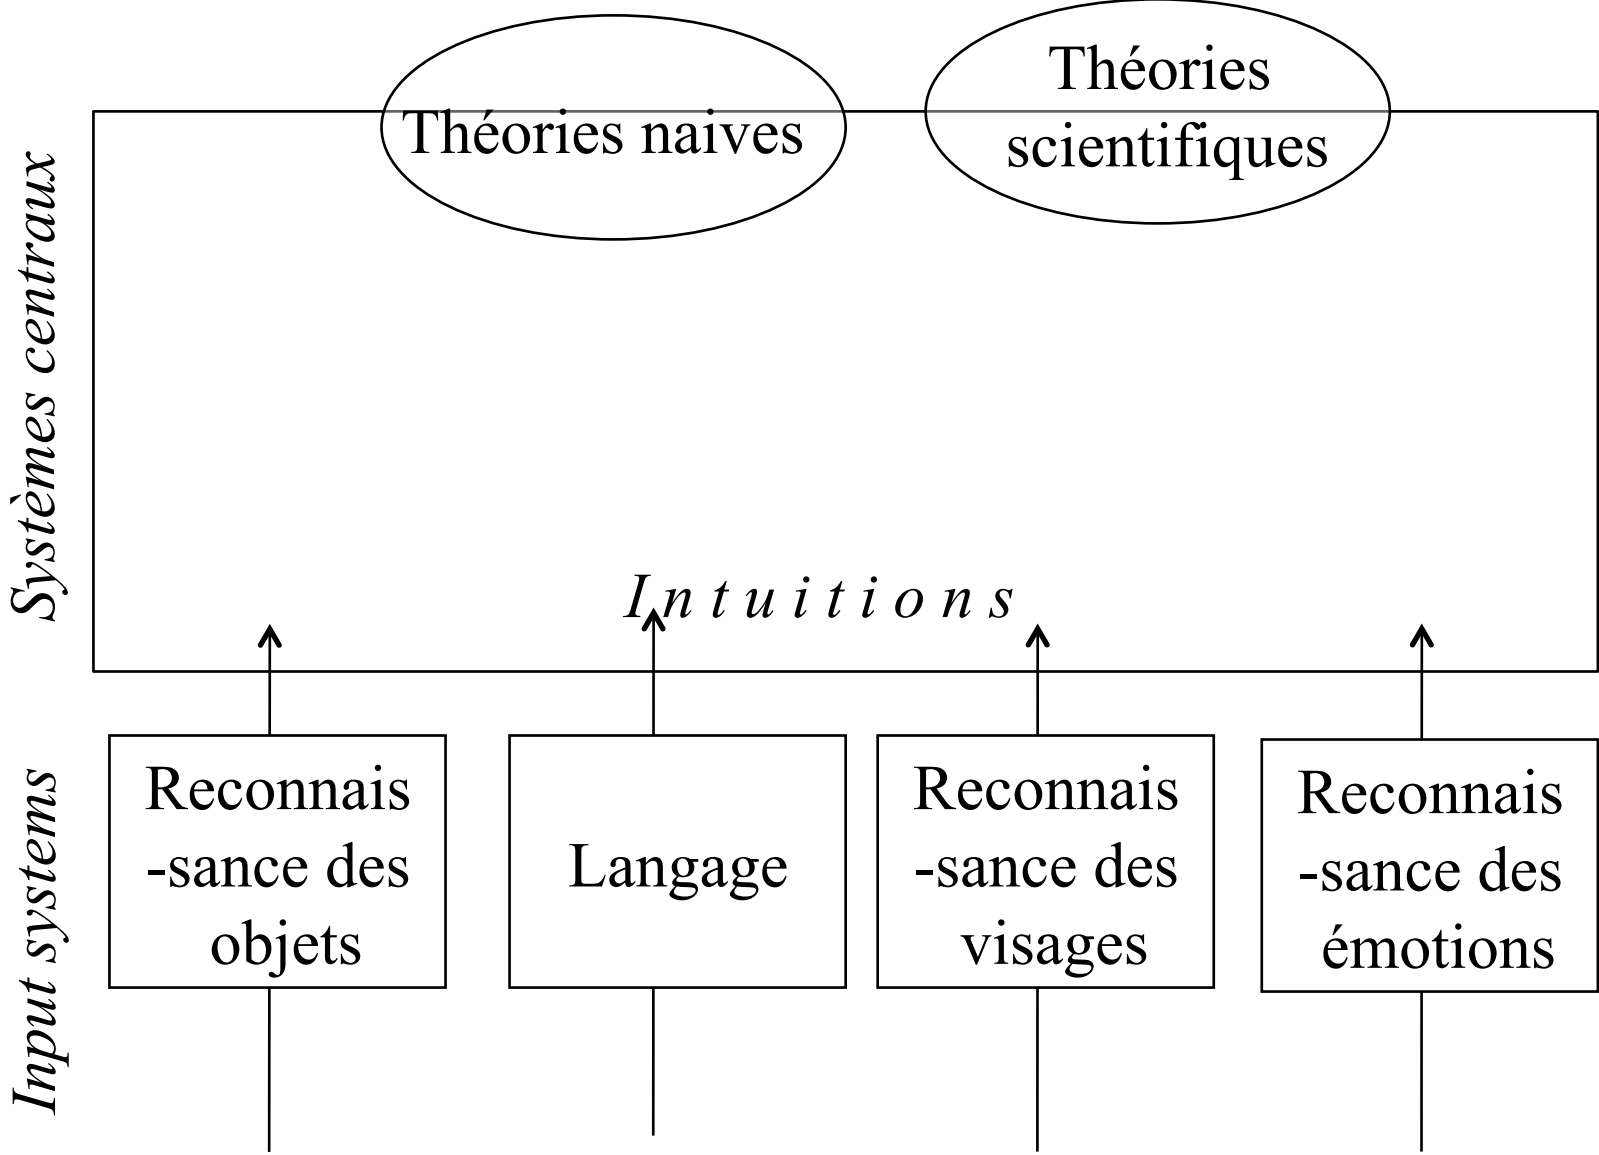 Théories naives
Théories
scientifiques
Systèmes centraux
Intuitions
Input systems
Reconnais
-sance des
objets
Langage
Reconnais
-sance des
visages
Reconnais
-sance des
émotions